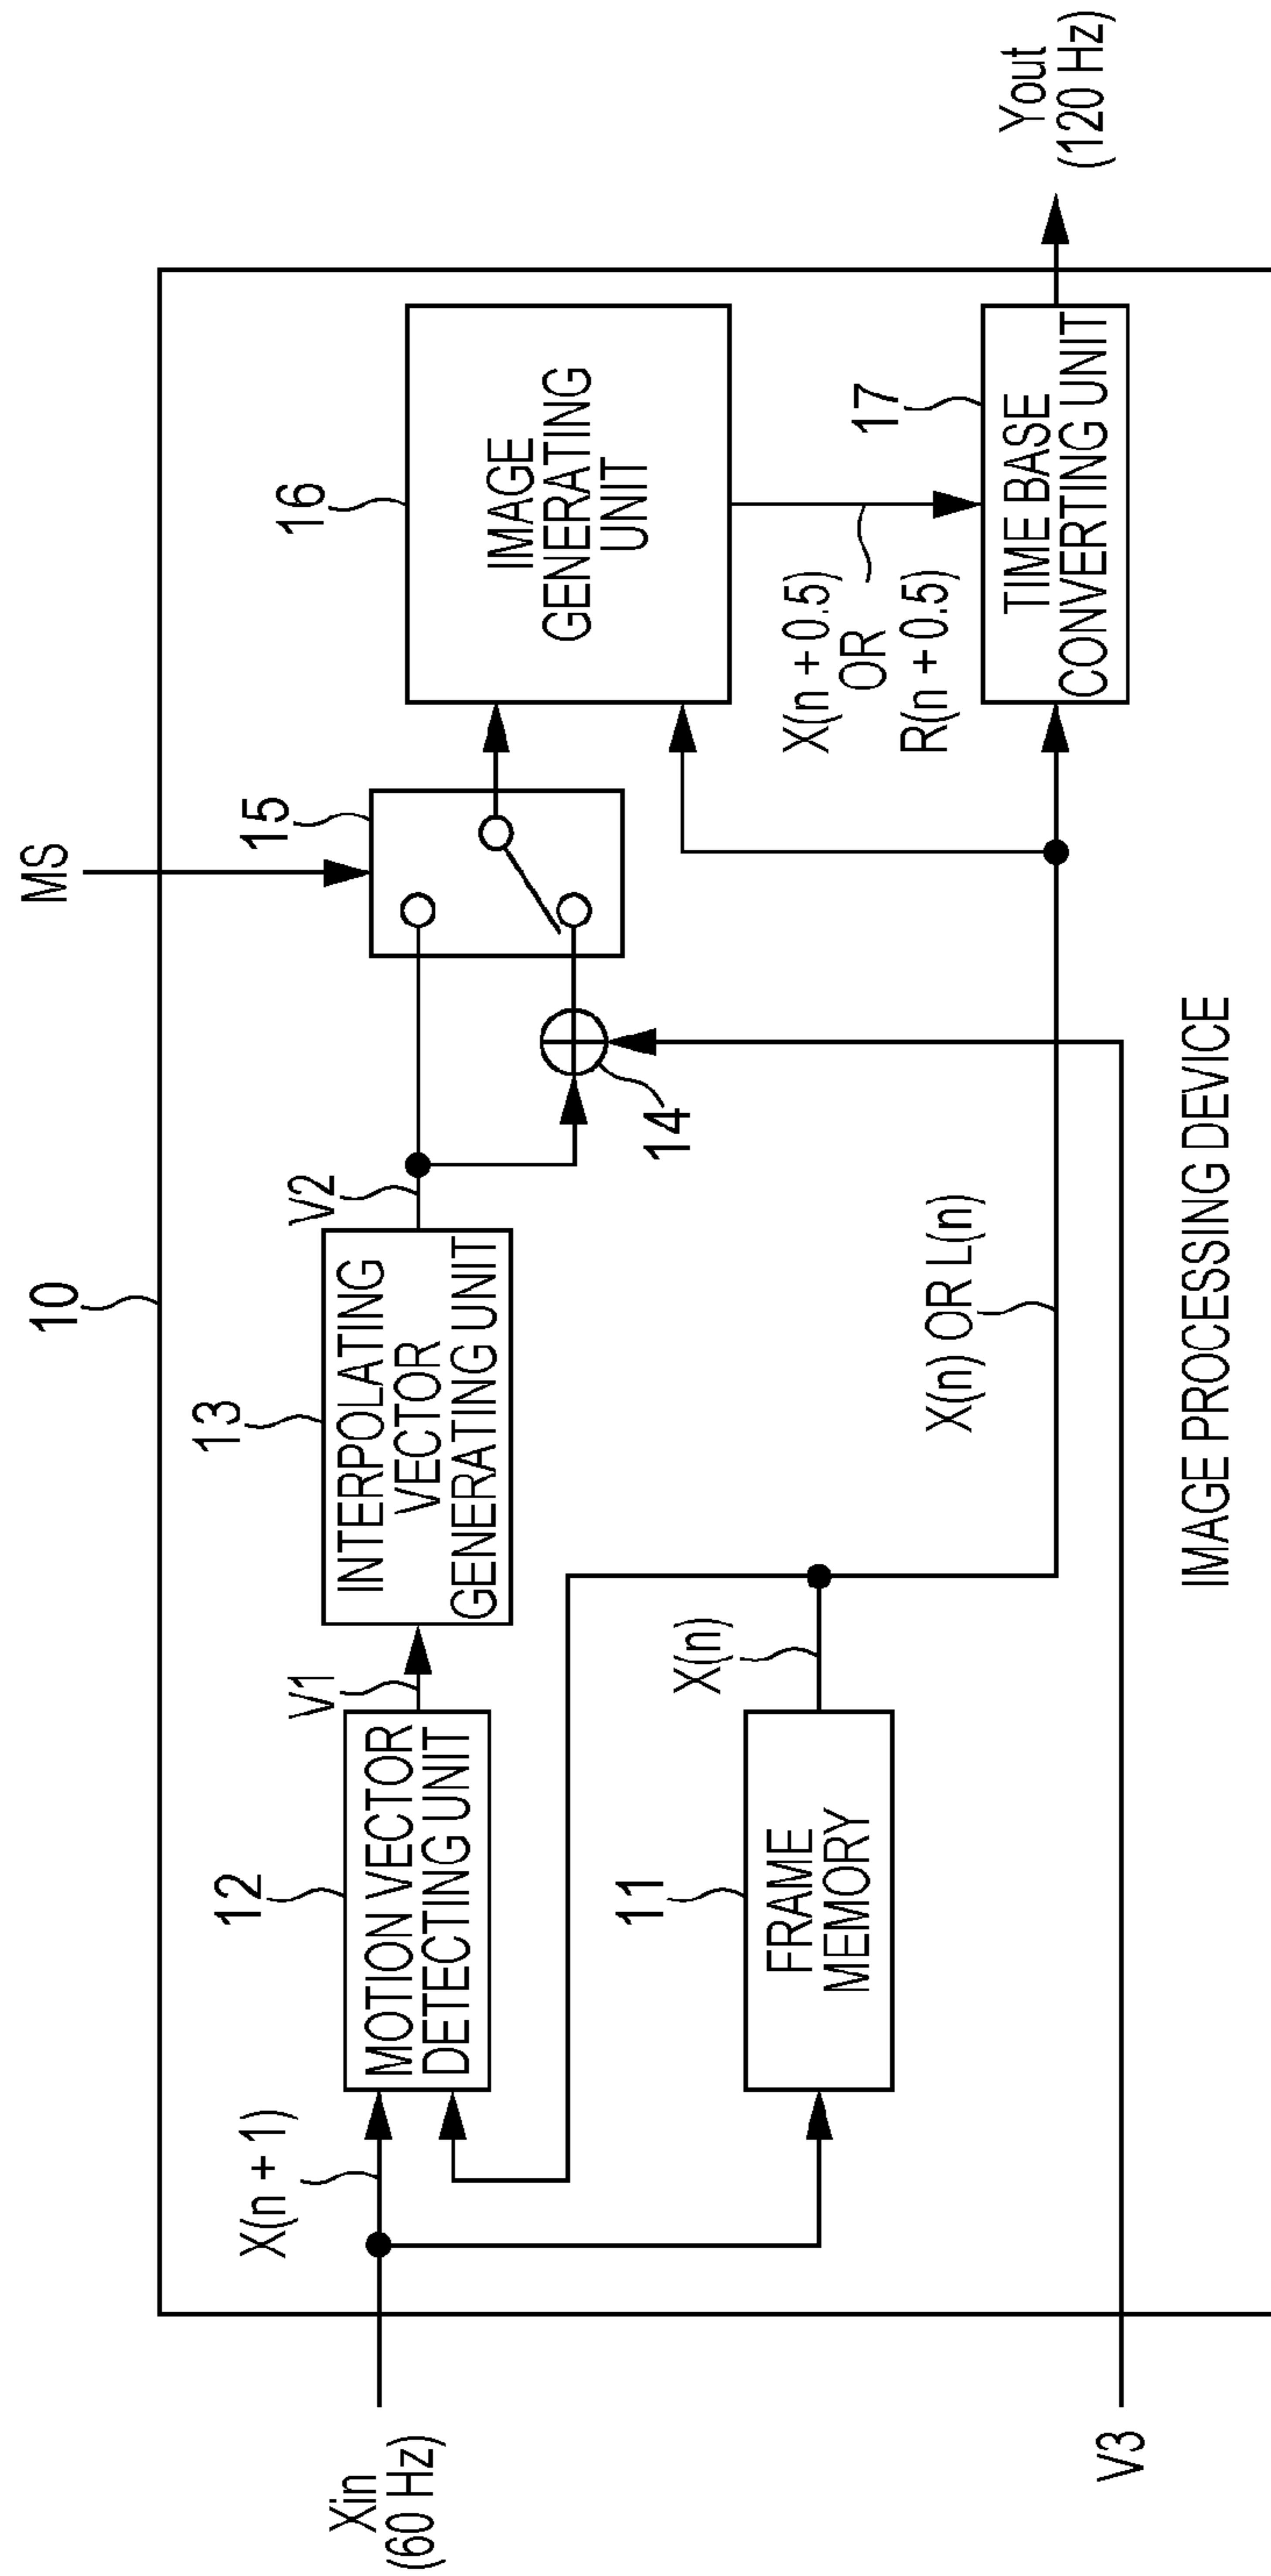 10
MS
Xin
(60 Hz)
X(n + 1)
12
MOTION VECTOR
DETECTING UNIT
V1
13
INTERPOLATING
VECTOR
GENERATING UNIT
V2
14
15
16
IMAGE
GENERATING
UNIT
11
FRAME
MEMORY
X(n)
X(n) OR L(n)
X(n + 0.5)
OR
R(n + 0.5)
17
TIME BASE
CONVERTING UNIT
Yout
(120 Hz)
V3
IMAGE PROCESSING DEVICE